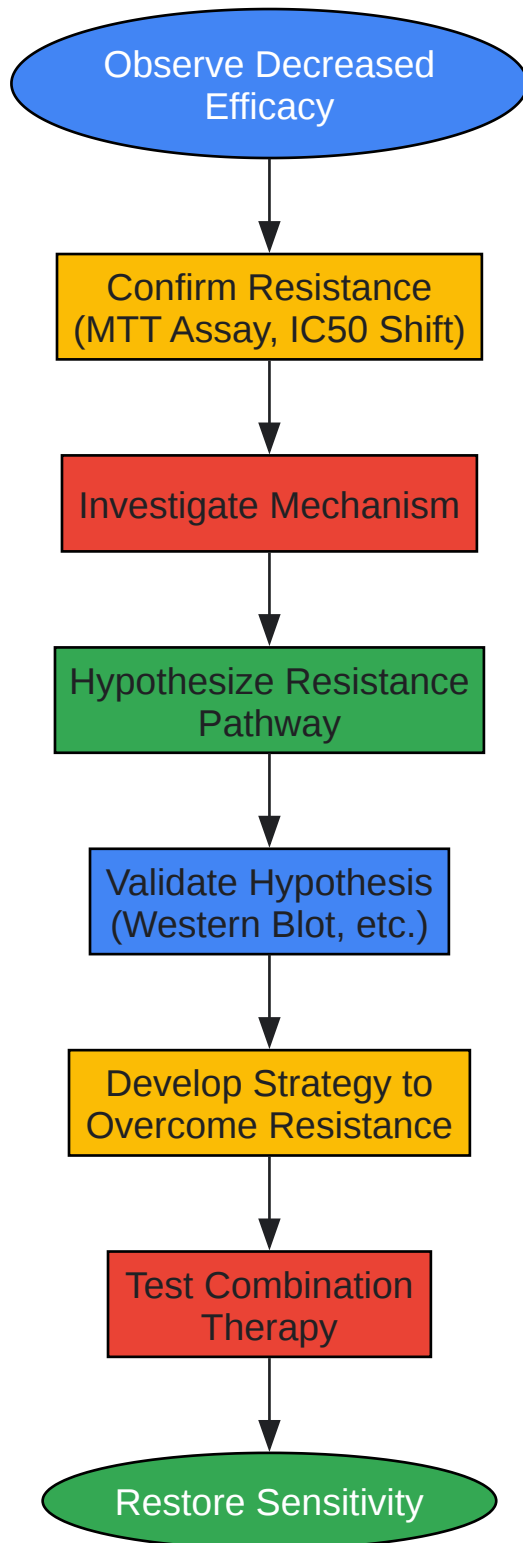 Observe Decreased
Efficacy
Confirm Resistance
(MTT Assay, IC50 Shift)
Investigate Mechanism
Hypothesize Resistance
Pathway
Validate Hypothesis
(Western Blot, etc.)
Develop Strategy to
Overcome Resistance
Test Combination
Therapy
Restore Sensitivity